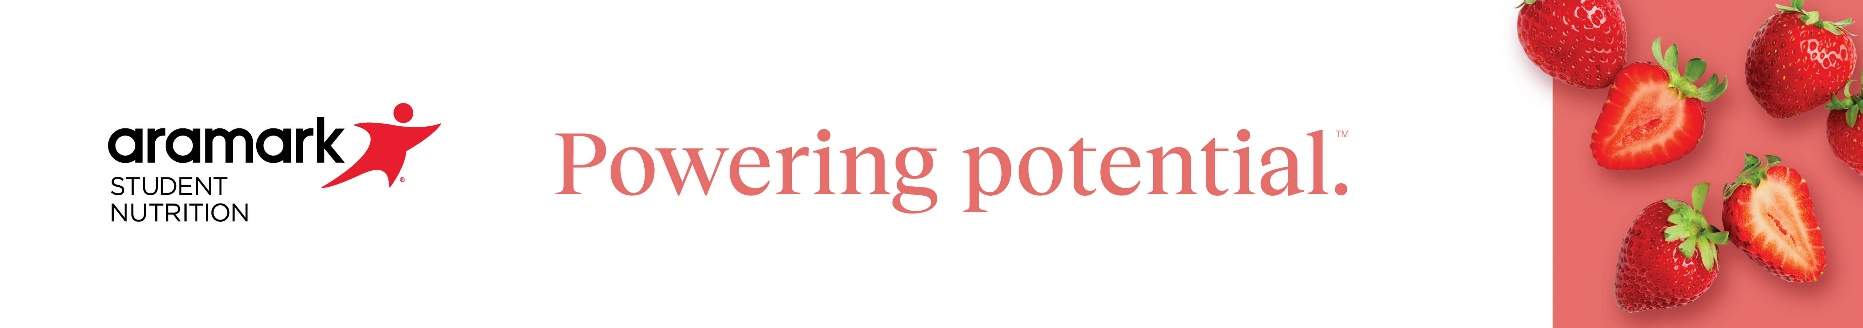 aramark
STUDENT
NUTRITION
Powering potential.™